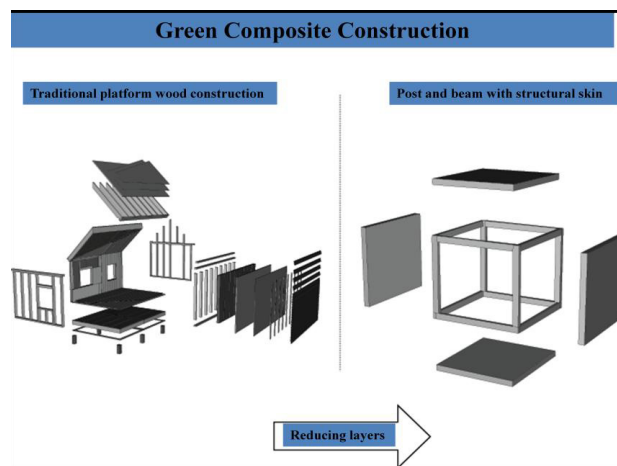 Green Composite Construction
Traditional platform wood construction
Post and beam with structural skin
Reducing layers